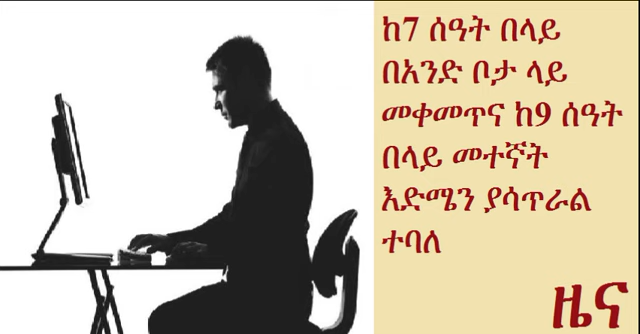 ከ7 ሰዓት በላይ
በአንድ ቦታ ላይ
መቀመጥና ከ9 ሰዓት
በላይ መተኛት
እድሜን ያሳጥራል
ተባለ
ዜና